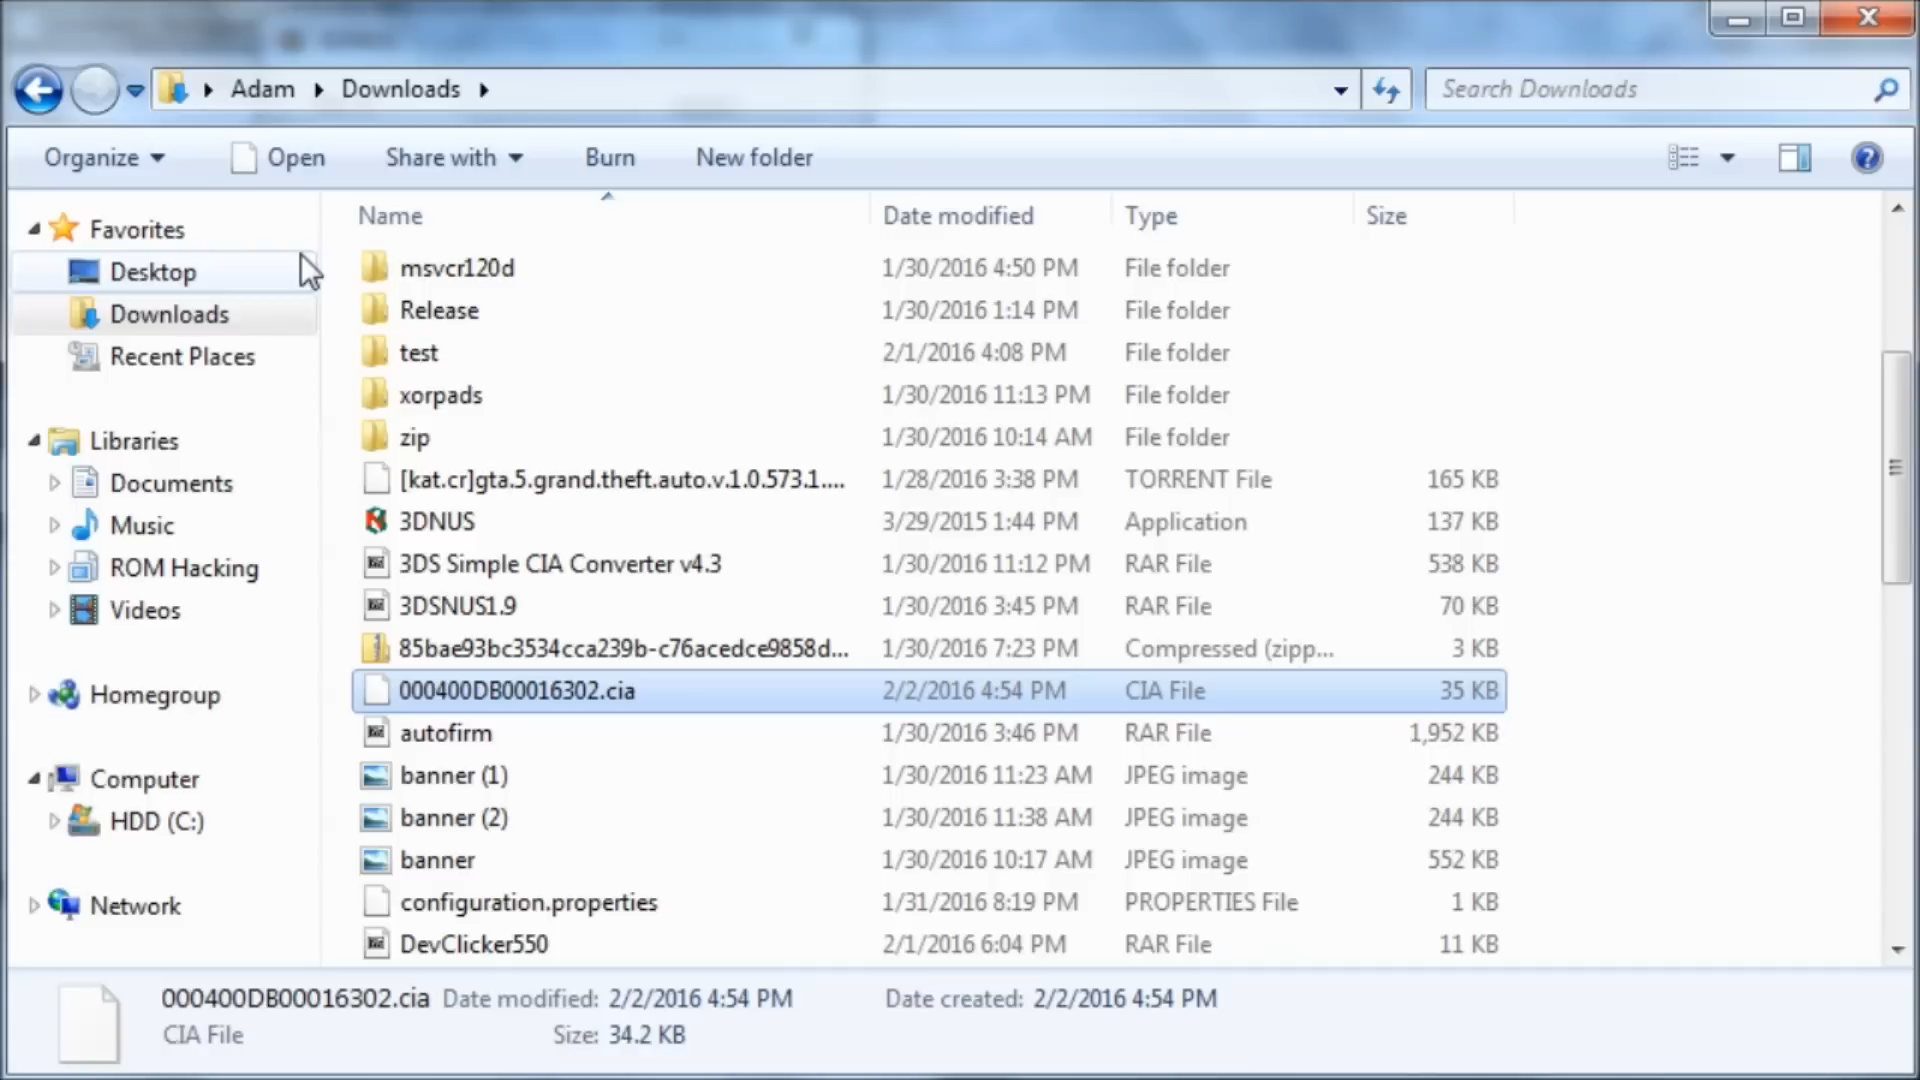 Adam Downloads
Search Downloads
Organize Open Share with Burn New folder
Favorites
Desktop
Downloads
Recent Places
Libraries
Documents
Music
ROM Hacking
Videos
Homegroup
Computer
HDD (C:)
Network
Name Date modified Type Size
msvcr120d 1/30/2016 4:50 PM File folder
Release 1/30/2016 1:14 PM File folder
test 2/1/2016 4:08 PM File folder
xorpads 1/30/2016 11:13 PM File folder
zip 1/30/2016 10:14 AM File folder
[kat.cr]gta.5.grand.theft.auto.v.1.0.573.1.... 1/28/2016 3:38 PM TORRENT File 165 KB
3DNUS 3/29/2015 1:44 PM Application 137 KB
3DS Simple CIA Converter v4.3 1/30/2016 11:12 PM RAR File 538 KB
3DSNUS1.9 1/30/2016 3:45 PM RAR File 70 KB
85bae93bc3534cca239b-c76acedce9858d... 1/30/2016 7:23 PM Compressed (zipp... 3 KB
000400DB00016302.cia 2/2/2016 4:54 PM CIA File 35 KB
autofirm 1/30/2016 3:46 PM RAR File 1,952 KB
banner (1) 1/30/2016 11:23 AM JPEG image 244 KB
banner (2) 1/30/2016 11:38 AM JPEG image 244 KB
banner 1/30/2016 10:17 AM JPEG image 552 KB
configuration.properties 1/31/2016 8:19 PM PROPERTIES File 1 KB
DevClicker550 2/1/2016 6:04 PM RAR File 11 KB
000400DB00016302.cia Date modified: 2/2/2016 4:54 PM Date created: 2/2/2016 4:54 PM
CIA File Size: 34.2 KB